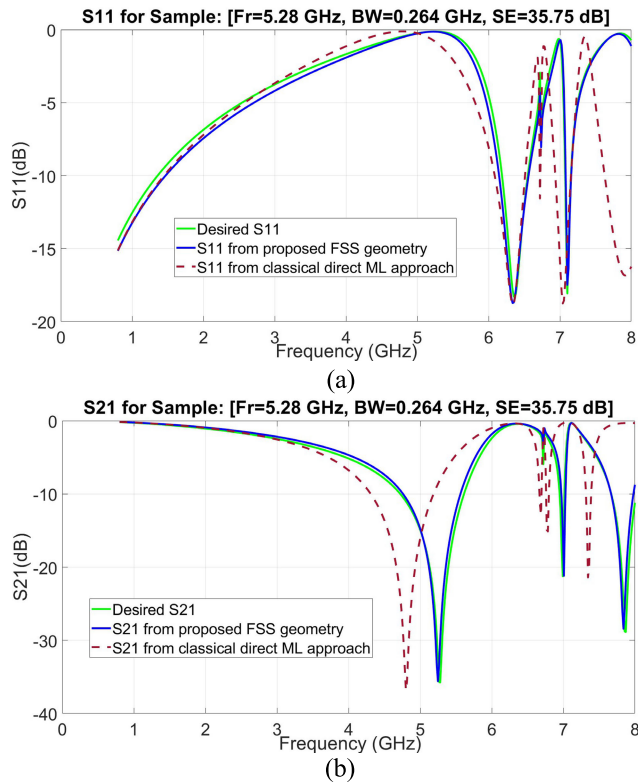 S11 for Sample: [Fr=5.28 GHz, BW=0.264 GHz, SE=35.75 dB]
0
-5
-10
-15
-20
S11(dB)
Desired S11
S11 from proposed FSS geometry
S11 from classical direct ML approach
0 1 2 3 4 5 6 7 8
Frequency (GHz)
(a)
S21 for Sample: [Fr=5.28 GHz, BW=0.264 GHz, SE=35.75 dB]
0
-10
-20
-30
-40
S21(dB)
Desired S21
S21 from proposed FSS geometry
S21 from classical direct ML approach
0 1 2 3 4 5 6 7 8
Frequency (GHz)
(b)